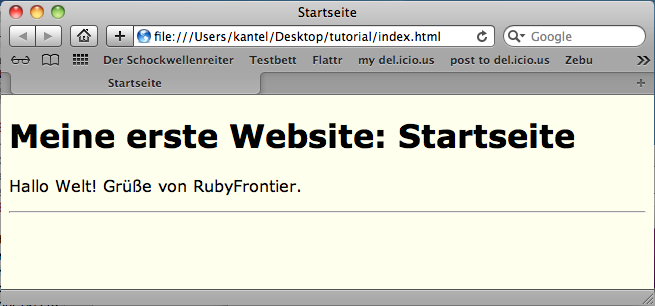 Startseite
file:///Users/kantel/Desktop/tutorial/index.html
Google
Der Schockwellenreiter Testbett Flattr my del.icio.us post to del.icio.us Zebu
Startseite
Meine erste Website: Startseite
Hallo Welt! Grüße von RubyFrontier.